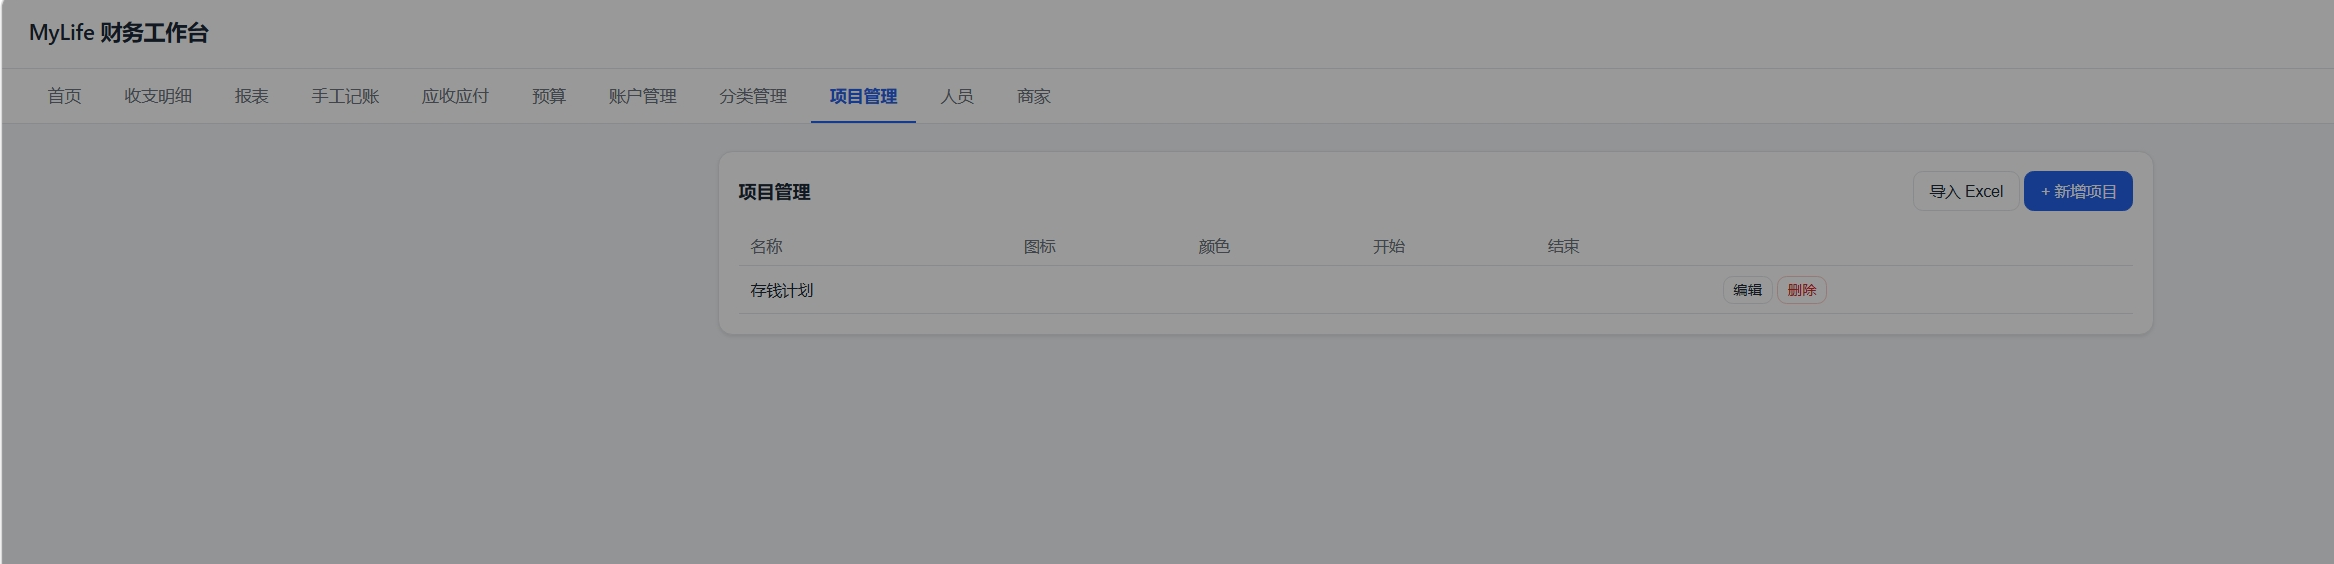 MyLife 财务工作台
首页 收支明细 报表 手工记账 应收应付 预算 账户管理 分类管理 项目管理 人员 商家
项目管理 导入 Excel + 新增项目
名称 图标 颜色 开始 结束
存钱计划 编辑 删除